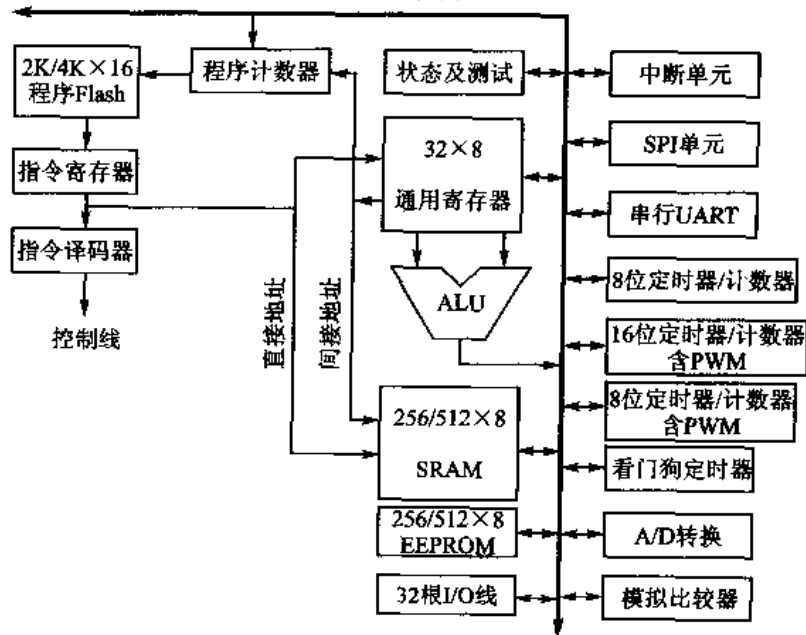 2K/4K×16
程序Flash
程序计数器
状态及测试
中断单元
指令寄存器
32×8
通用寄存器
SPI单元
指令译码器
串行UART
控制线
直接地址
间接地址
ALU
8位定时器/计数器
16位定时器/计数器
含PWM
8位定时器/计数器
含PWM
256/512×8
SRAM
看门狗定时器
256/512×8
EEPROM
A/D转换
32根I/O线
模拟比较器